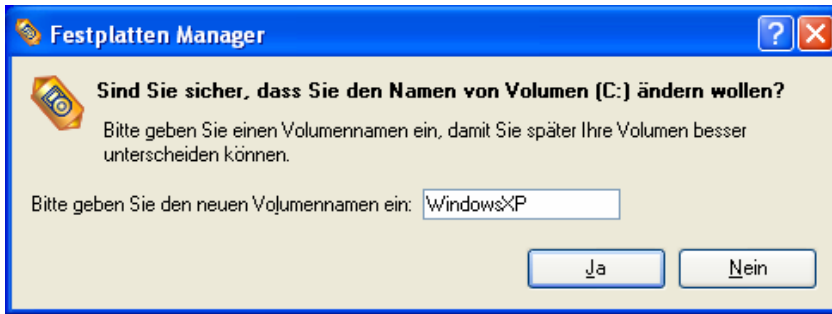 Festplatten Manager
Sind Sie sicher, dass Sie den Namen von Volumen (C:) ändern wollen?
Bitte geben Sie einen Volumennamen ein, damit Sie später Ihre Volumen besser
unterscheiden können.
Bitte geben Sie den neuen Volumennamen ein: WindowsXP
Ja Nein